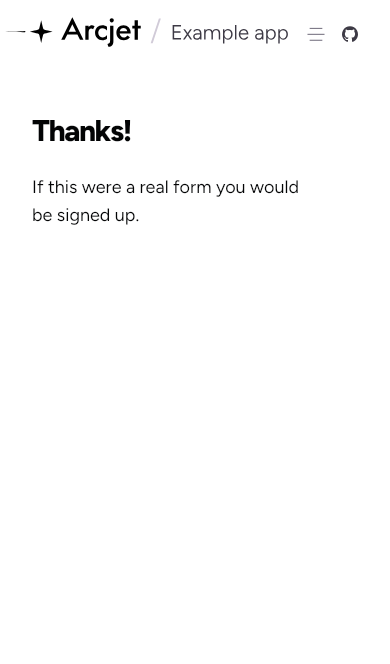 Arcjet / Example app
Thanks!
If this were a real form you would
be signed up.